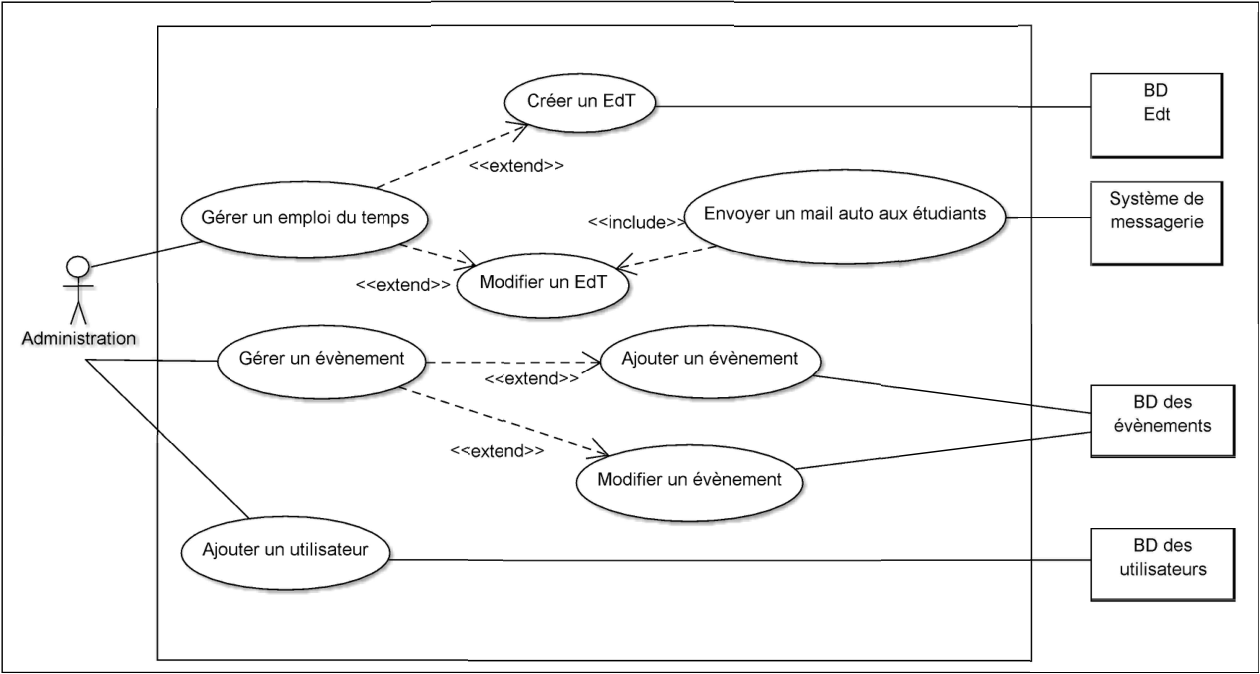 Créer un EdT
BD
Edt
<<extend>>
Gérer un emploi du temps
<<include>>
Envoyer un mail auto aux étudiants
Système de
messagerie
<<extend>>
Modifier un EdT
Administration
Gérer un évènement
<<extend>>
Ajouter un évènement
BD des
évènements
<<extend>>
Modifier un évènement
Ajouter un utilisateur
BD des
utilisateurs